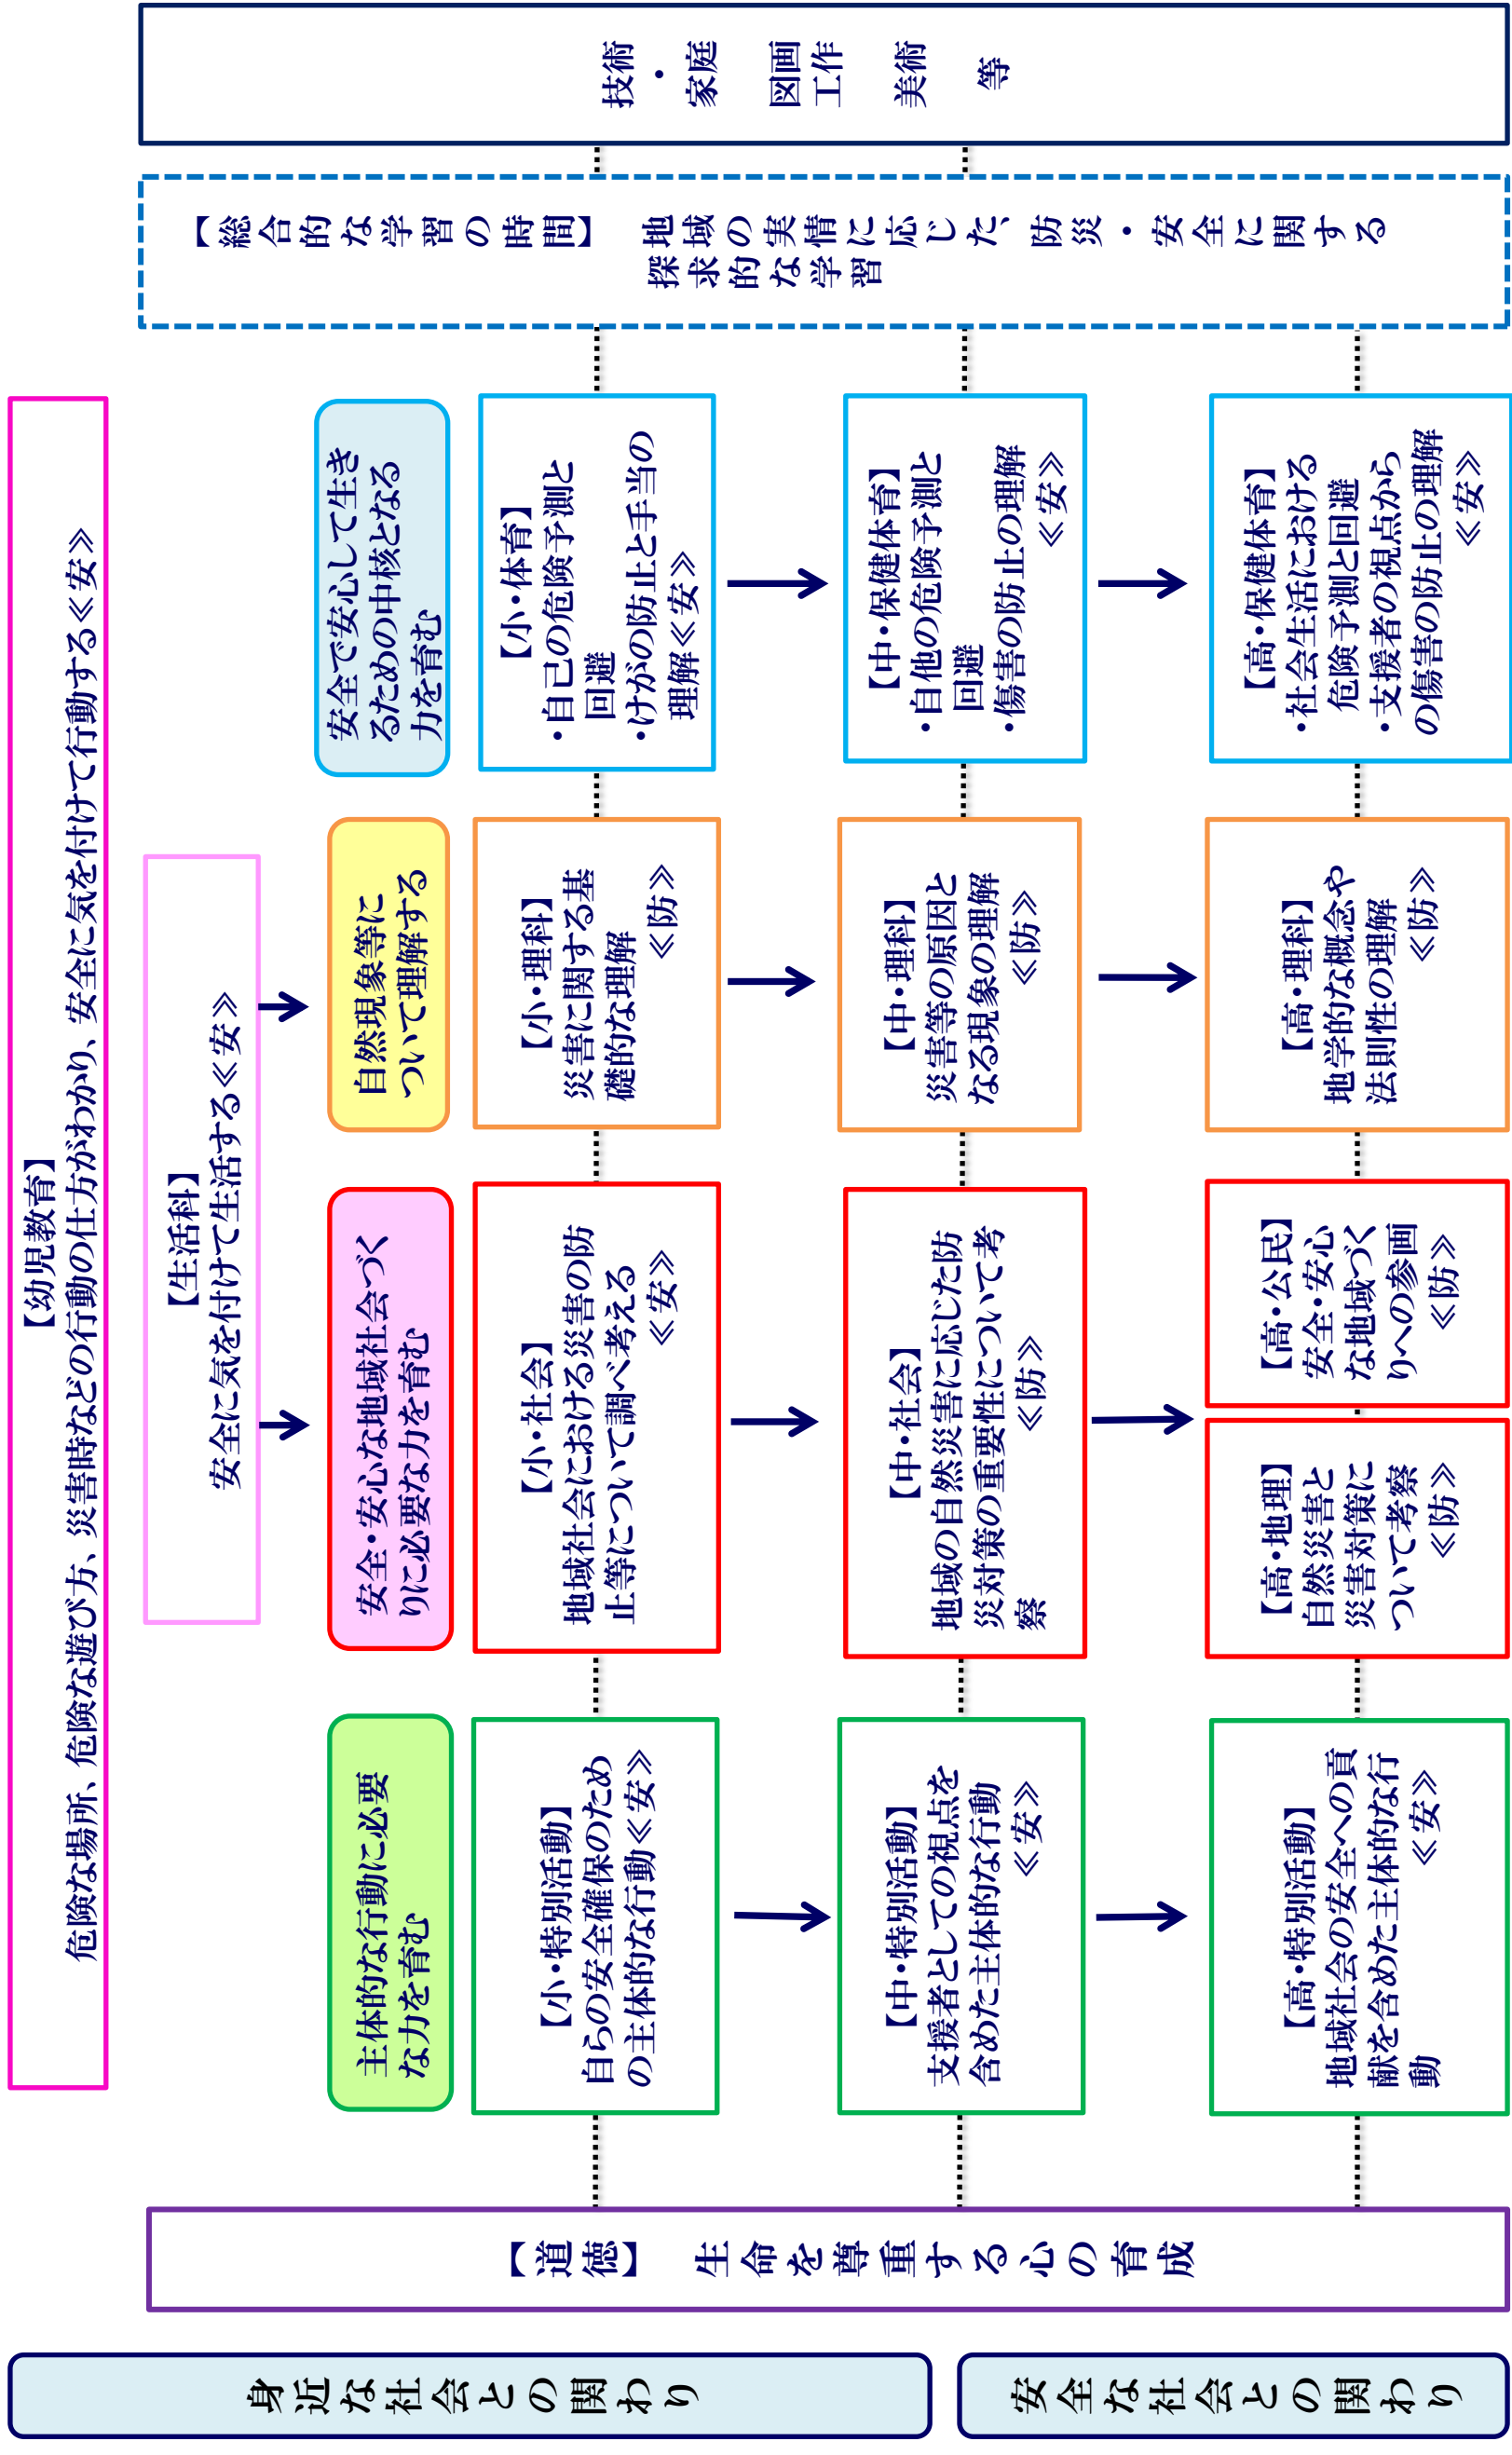 【幼児教育】
危険な場所、危険な遊び方、災害時などの行動の仕方がわかり、安全に気を付けて行動する≪安≫
【生活科】
安全に気を付けて生活する≪安≫
身近な社会との関わり
安全な社会との関わり
【道徳】　生命を尊重する心の育成
主体的な行動に必要
な力を育む
安全・安心な地域社会づく
りに必要な力を育む
自然現象等に
ついて理解する
安全で安心して生き
るための中核となる
力を育む
【小・特別活動】
自らの安全確保のため
の主体的な行動≪安≫
【小・社会】
地域社会における災害の防
止等について調べ考える
≪安≫
【小・理科】
災害に関する基
礎的な理解
≪防≫
【小・体育】
・自己の危険予測と
回避
・けがの防止と手当の
理解≪安≫
【中・特別活動】
支援者としての視点を
含めた主体的な行動
≪安≫
【中・社会】
地域の自然災害に応じた防
災対策の重要性について考
察
≪防≫
【中・理科】
災害等の原因と
なる現象の理解
≪防≫
【中・保健体育】
・自他の危険予測と
回避
・傷害の防止の理解
≪安≫
【高・特別活動】
地域社会の安全への貢
献を含めた主体的な行
動
≪安≫
【高・地理】
自然災害と
災害対策に
ついて考察
≪防≫
【高・公民】
安全・安心
な地域づく
りへの参画
≪防≫
【高・理科】
地学的な概念や
法則性の理解
≪防≫
【高・保健体育】
・社会生活における
危険予測と回避
・支援者の視点から
の傷害の防止の理解
≪安≫
【総合的な学習の時間】　地域の実情に応じた、防災・安全に関する
探求的な学習
技術
・
家庭
図画
工作
美術
等